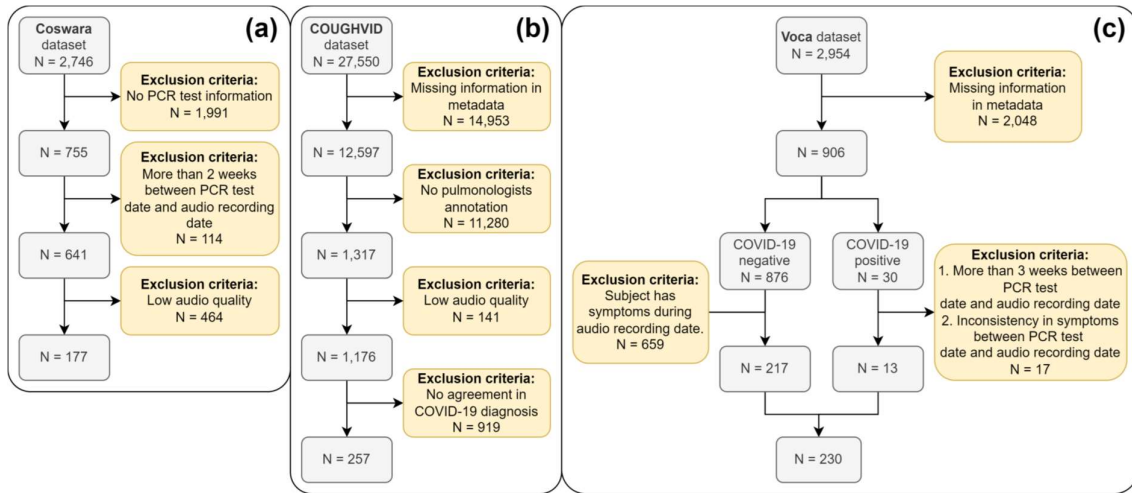 (a)
Coswara
dataset
N = 2,746
Exclusion criteria:
No PCR test information
N = 1,991
N = 755
Exclusion criteria:
More than 2 weeks
between PCR test
date and audio recording
date
N = 114
N = 641
Exclusion criteria:
Low audio quality
N = 464
N = 177
(b)
COUGHVID
dataset
N = 27,550
Exclusion criteria:
Missing information in
metadata
N = 14,953
N = 12,597
Exclusion criteria:
No pulmonologists
annotation
N = 11,280
N = 1,317
Exclusion criteria:
Low audio quality
N = 141
N = 1,176
Exclusion criteria:
No agreement in
COVID-19 diagnosis
N = 919
N = 257
(c)
Voca dataset
N = 2,954
Exclusion criteria:
Missing information
in metadata
N = 2,048
N = 906
COVID-19
negative
N = 876
COVID-19
positive
N = 30
Exclusion criteria:
Subject has
symptoms during
audio recording date.
N = 659
Exclusion criteria:
1. More than 3 weeks between
PCR test
date and audio recording date
2. Inconsistency in symptoms
between PCR test
date and audio recording date
N = 17
N = 217
N = 13
N = 230